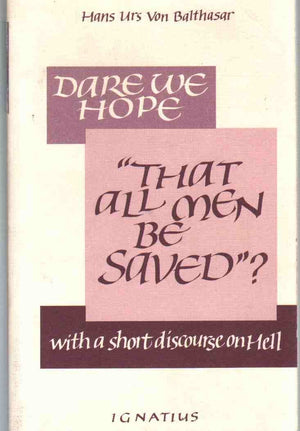 Hans Urs Von Balthasar
DARE WE
HOPE
"THAT
ALL MEN
BE
SAVED"?
with a short discourse on Hell
IGNATIUS